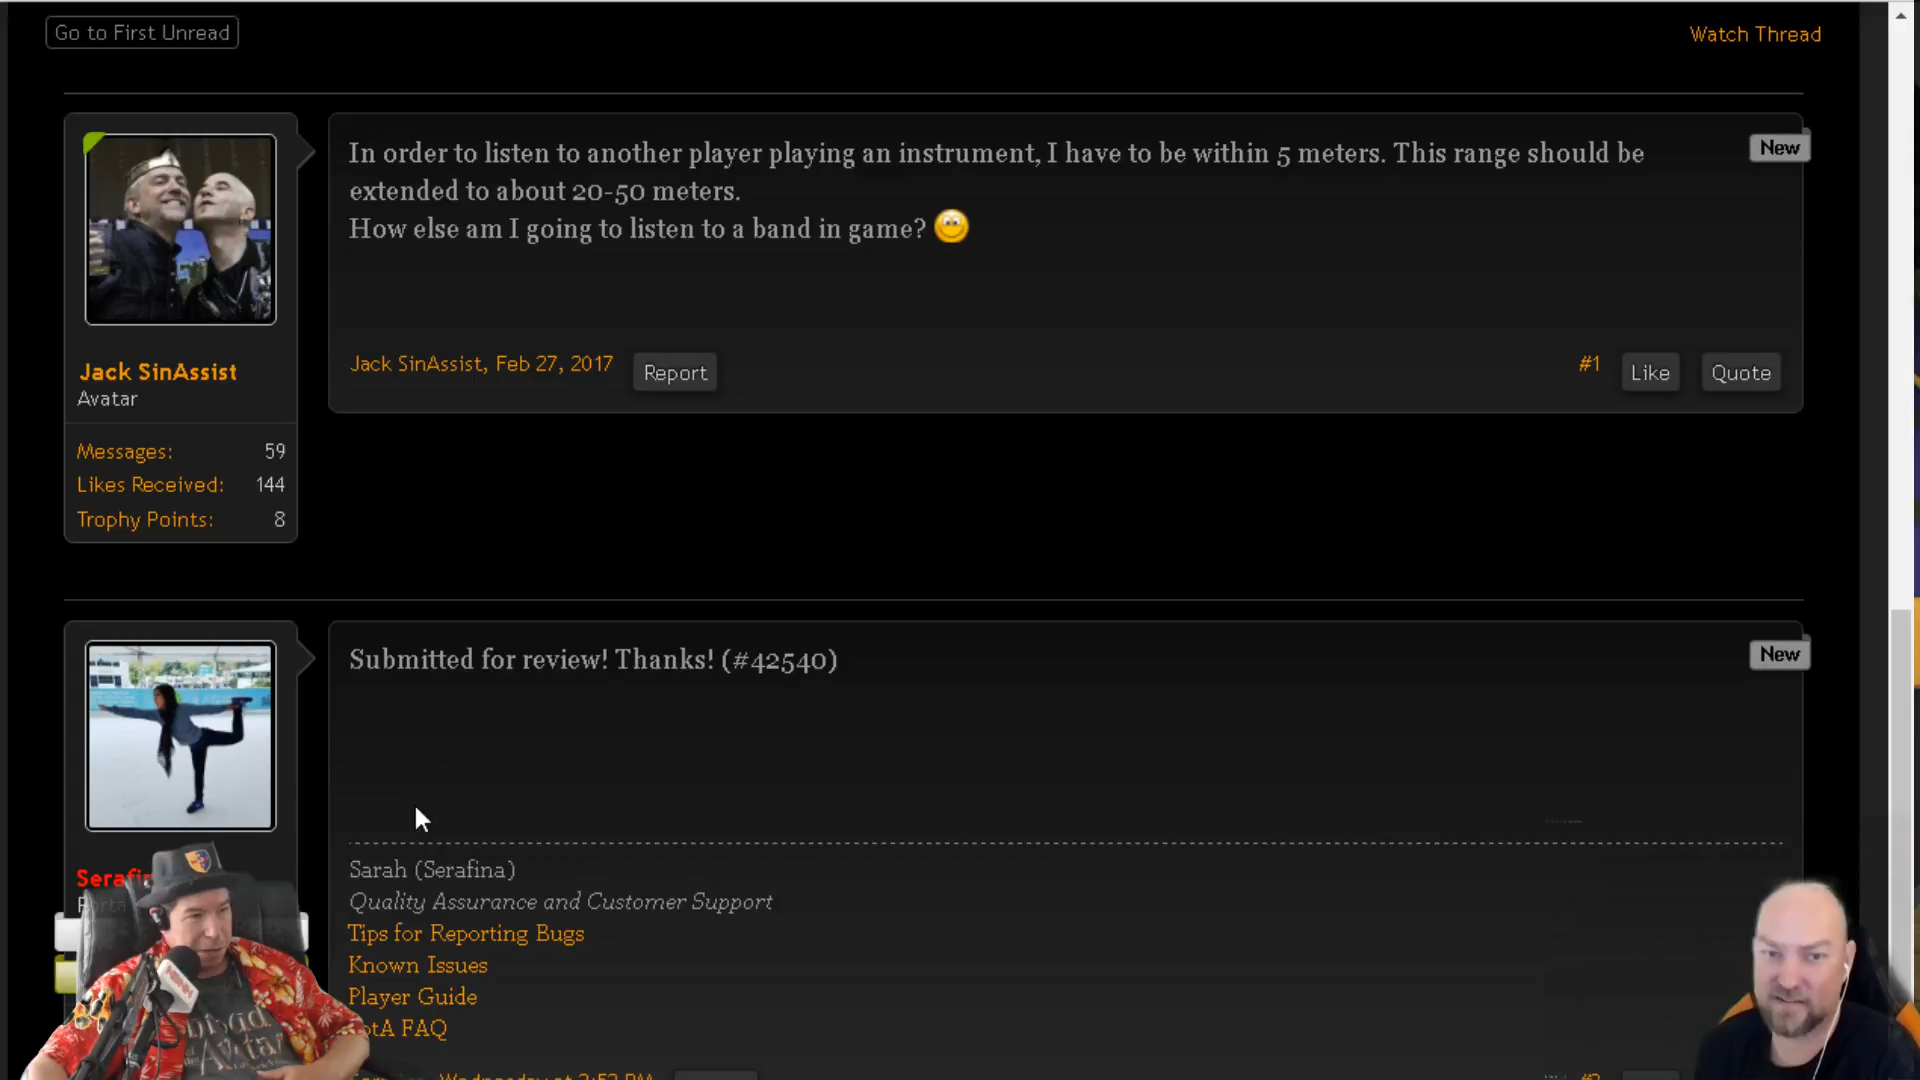 Go to First Unread
Watch Thread
In order to listen to another player playing an instrument, I have to be within 5 meters. This range should be
extended to about 20-50 meters.
How else am I going to listen to a band in game?
New
Jack SinAssist
Avatar
Messages: 59
Likes Received: 144
Trophy Points: 8
Jack SinAssist, Feb 27, 2017
Report
#1
Like
Quote
Submitted for review! Thanks! (#42540)
New
Sarah (Serafina)
Quality Assurance and Customer Support
Tips for Reporting Bugs
Known Issues
Player Guide
FAQ
Avatar